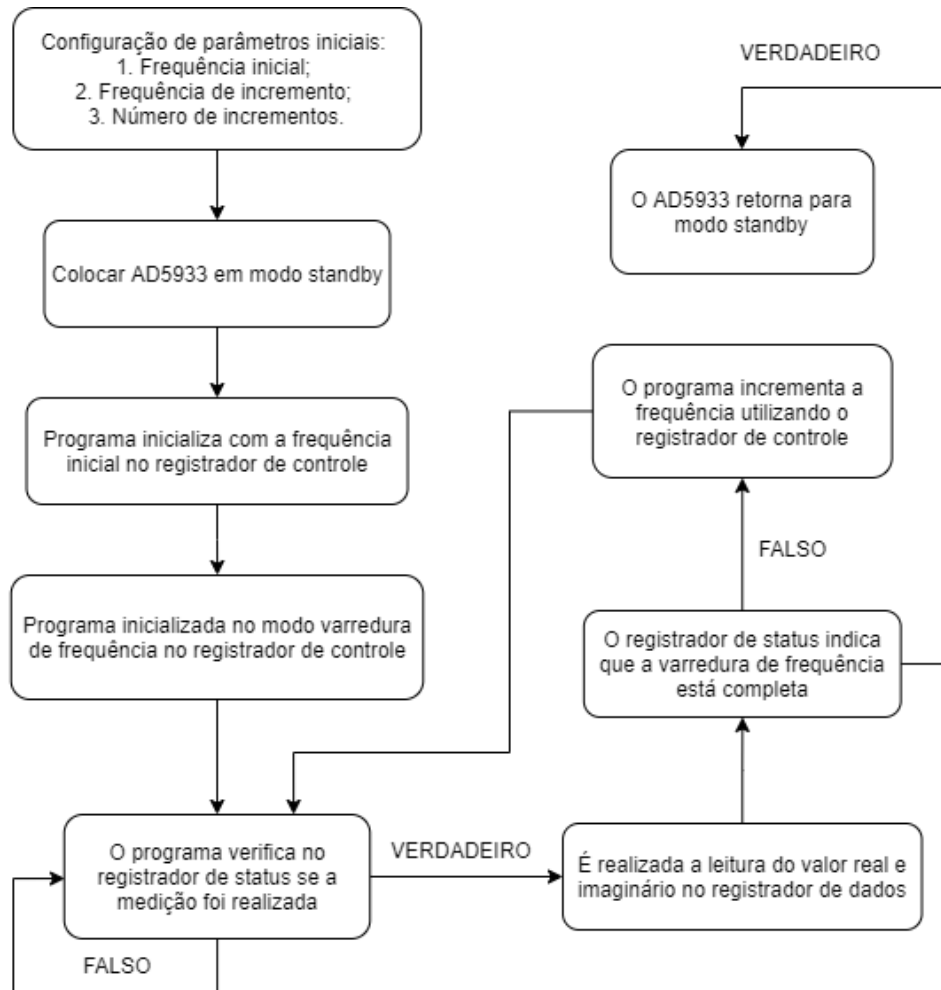 Configuração de parâmetros iniciais:
1. Frequência inicial;
2. Frequência de incremento;
3. Número de incrementos.
Colocar AD5933 em modo standby
Programa inicializa com a frequência
inicial no registrador de controle
Programa inicializada no modo varredura
de frequência no registrador de controle
O programa verifica no
registrador de status se a
medição foi realizada
FALSO
VERDADEIRO
É realizada a leitura do valor real e
imaginário no registrador de dados
O registrador de status indica
que a varredura de frequência
está completa
FALSO
O programa incrementa a
frequência utilizando o
registrador de controle
VERDADEIRO
O AD5933 retorna para
modo standby